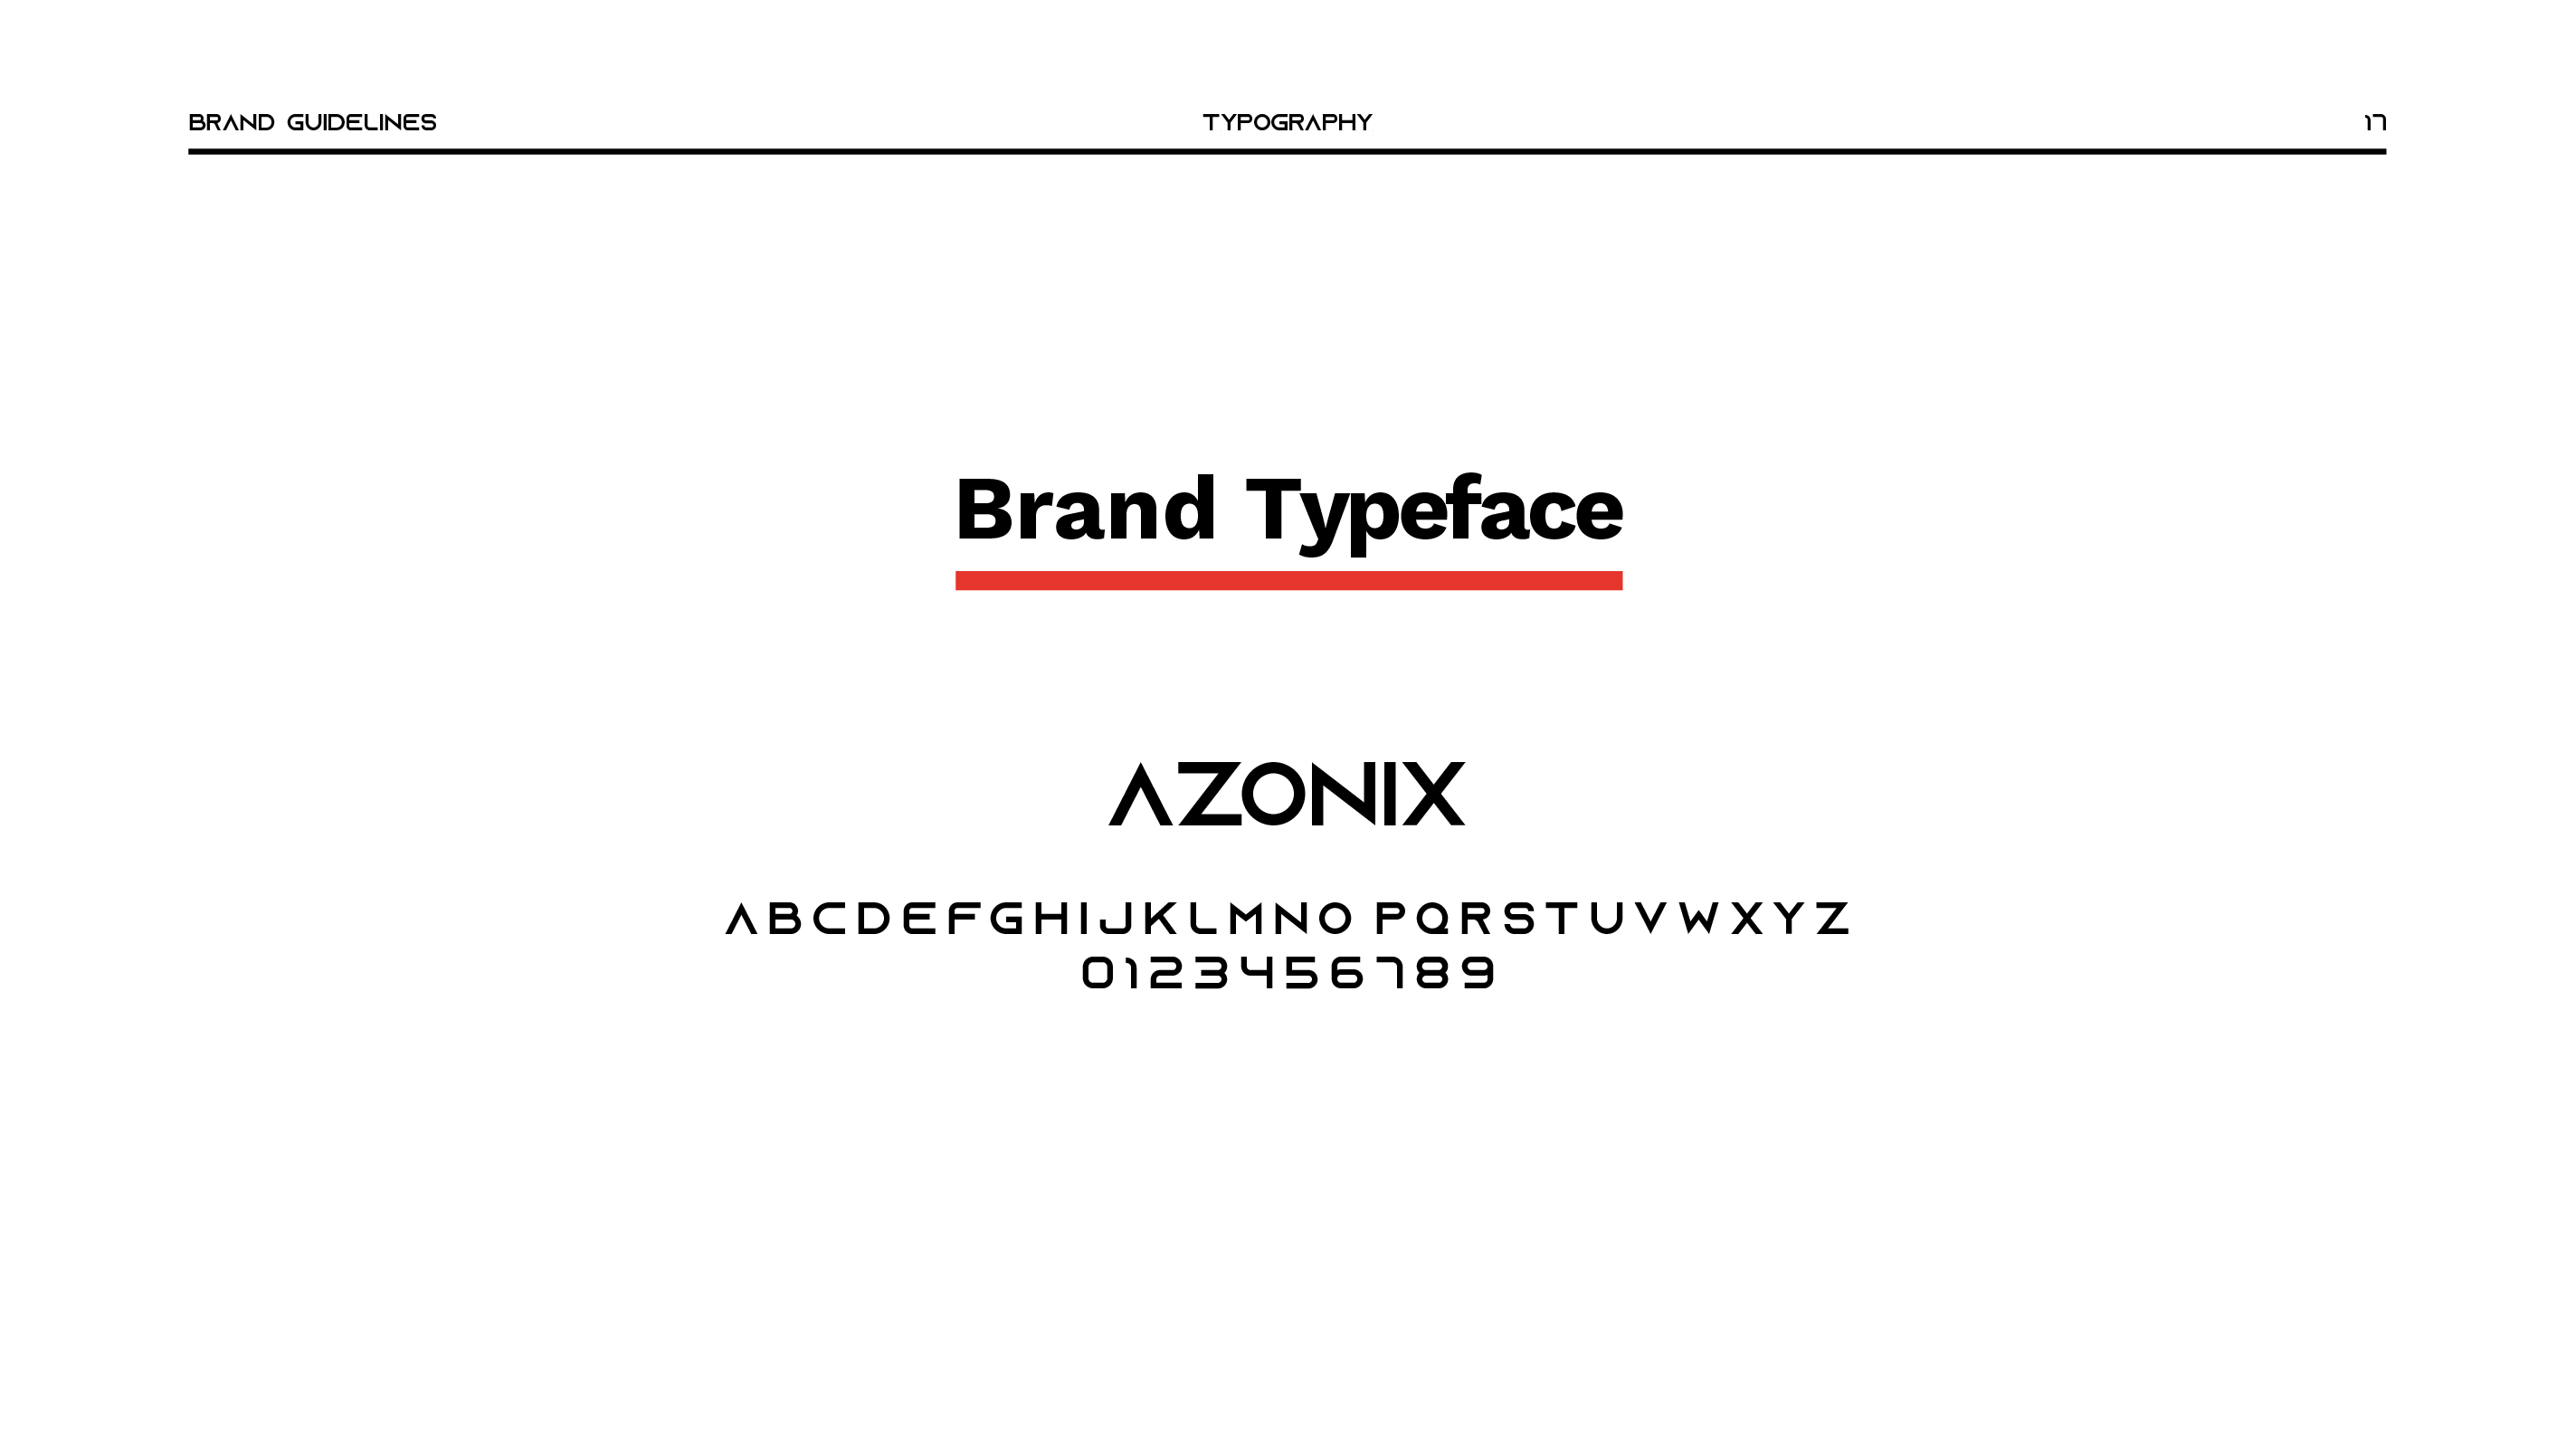 BRAND GUIDELINES
TYPOGRAPHY
17
Brand Typeface
AZONIX
A B C D E F G H I J K L M N O P Q R S T U V W X Y Z
0 1 2 3 4 5 6 7 8 9